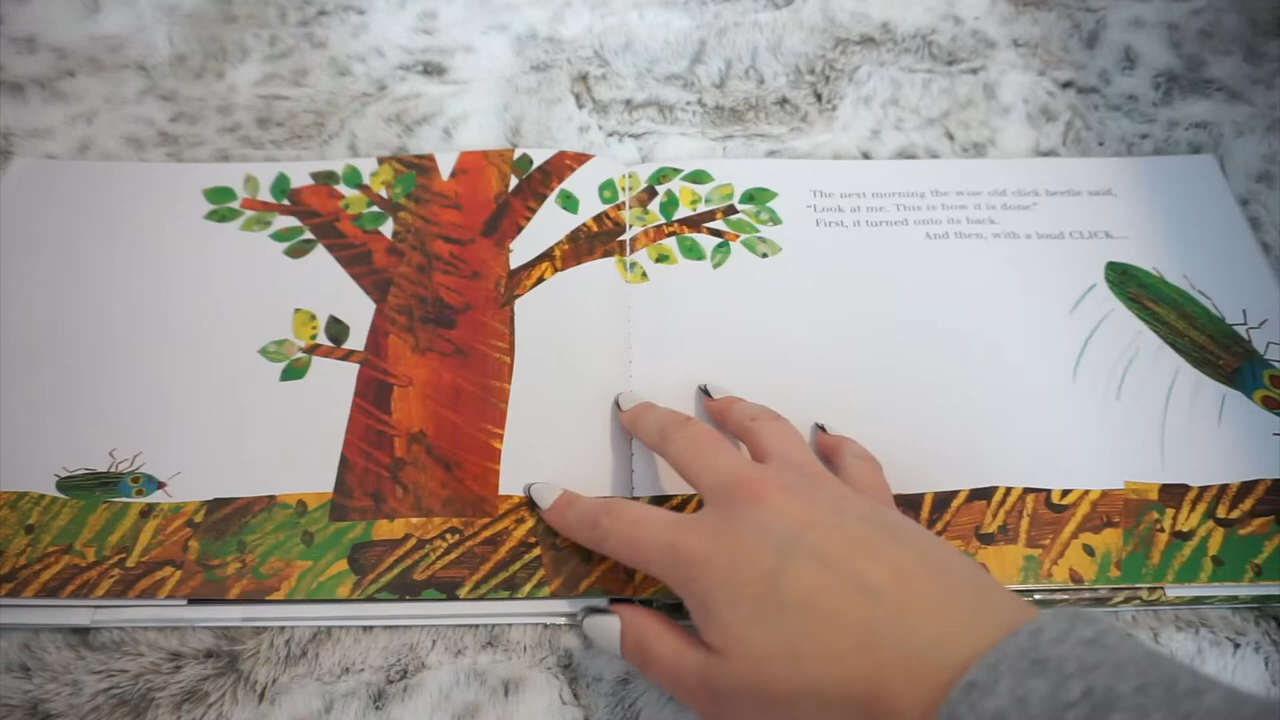 The next morning the wise old click beetle said,
"Look at me. This is how it is done."
First, it turned onto its back.
And then, with a loud CLICK...